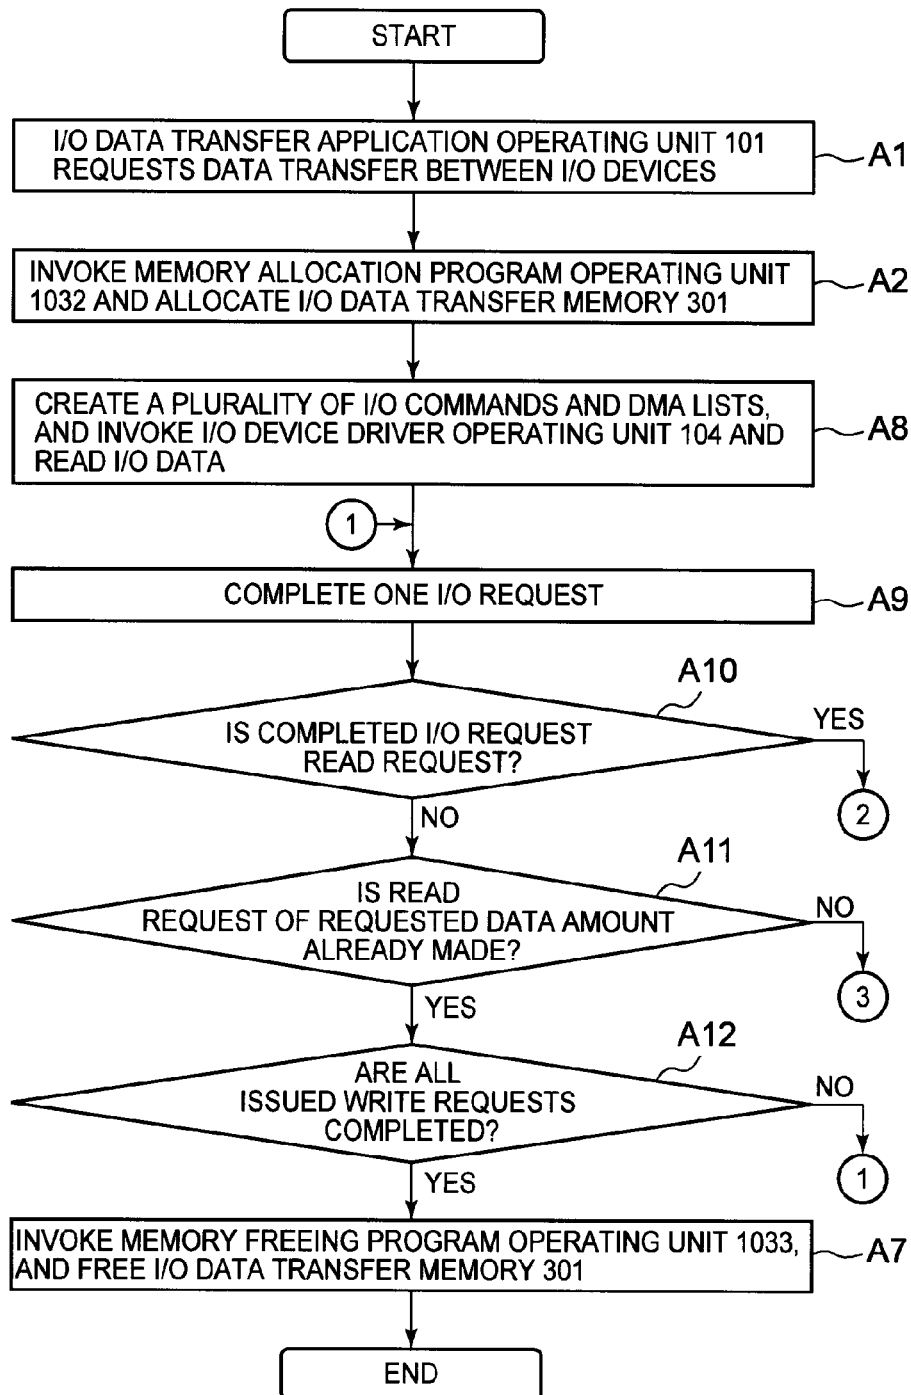 START
I/O DATA TRANSFER APPLICATION OPERATING UNIT 101
REQUESTS DATA TRANSFER BETWEEN I/O DEVICES
A1
INVOKE MEMORY ALLOCATION PROGRAM OPERATING UNIT
1032 AND ALLOCATE I/O DATA TRANSFER MEMORY 301
A2
CREATE A PLURALITY OF I/O COMMANDS AND DMA LISTS,
AND INVOKE I/O DEVICE DRIVER OPERATING UNIT 104 AND
READ I/O DATA
A8
1
COMPLETE ONE I/O REQUEST
A9
A10
IS COMPLETED I/O REQUEST
READ REQUEST?
YES
2
NO
A11
IS READ
REQUEST OF REQUESTED DATA AMOUNT
ALREADY MADE?
NO
3
YES
A12
ARE ALL
ISSUED WRITE REQUESTS
COMPLETED?
NO
1
YES
INVOKE MEMORY FREEING PROGRAM OPERATING UNIT 1033,
AND FREE I/O DATA TRANSFER MEMORY 301
A7
END